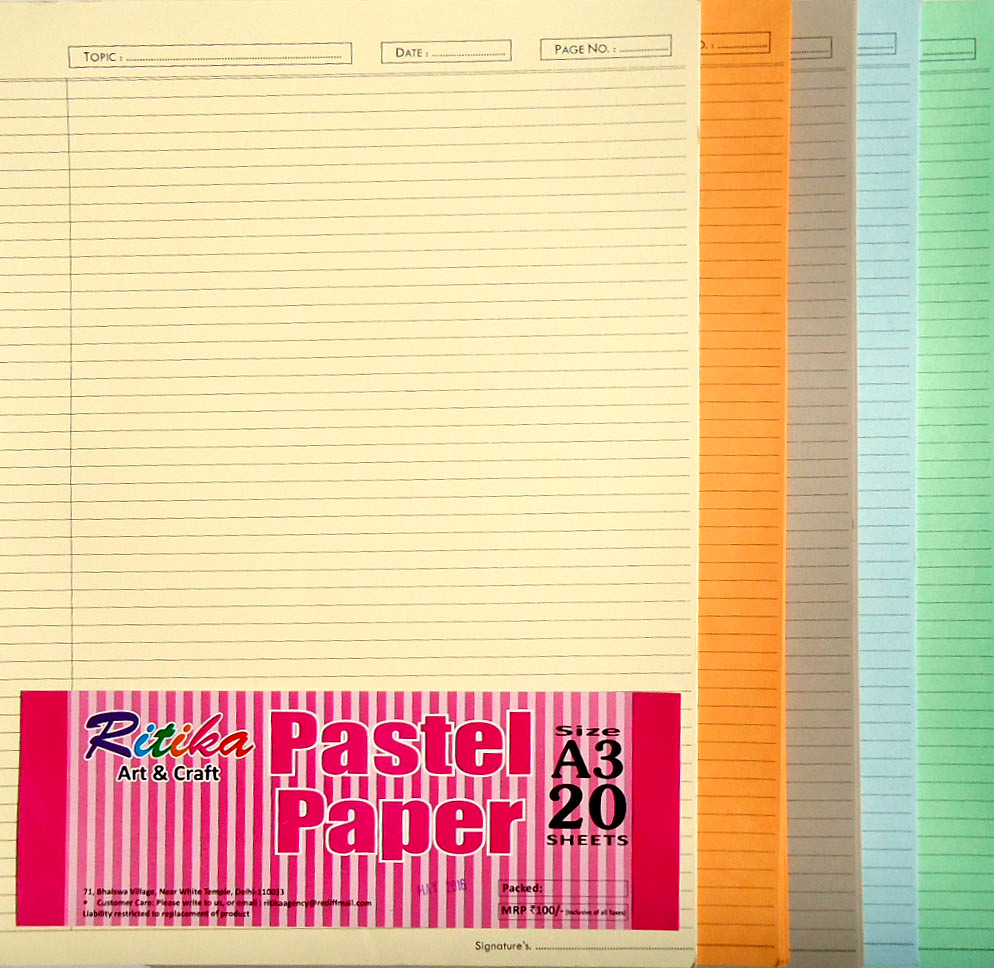 TOPIC : DATE : PAGE NO. : O. :
Ritika
Art & Craft
Pastel
Paper
Size
A3
20
SHEETS
71, Bhalswa Village, Near White Temple, Delhi-110033
• Customer Care: Please write to us, or email : ritikaagency@rediffmail.com
Liability restricted to replacement of product
MAY 2016
Packed:
MRP ₹100/- (Inclusive of all Taxes)
Signature's.